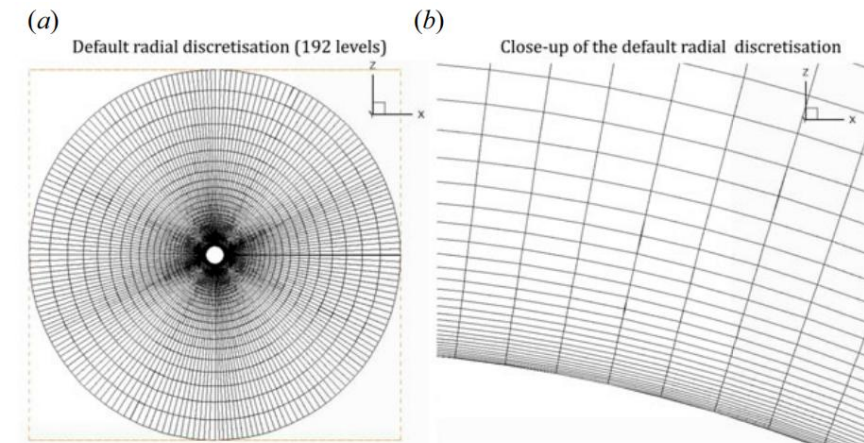 (a)
Default radial discretisation (192 levels)
z
x
(b)
Close-up of the default radial discretisation
z
x